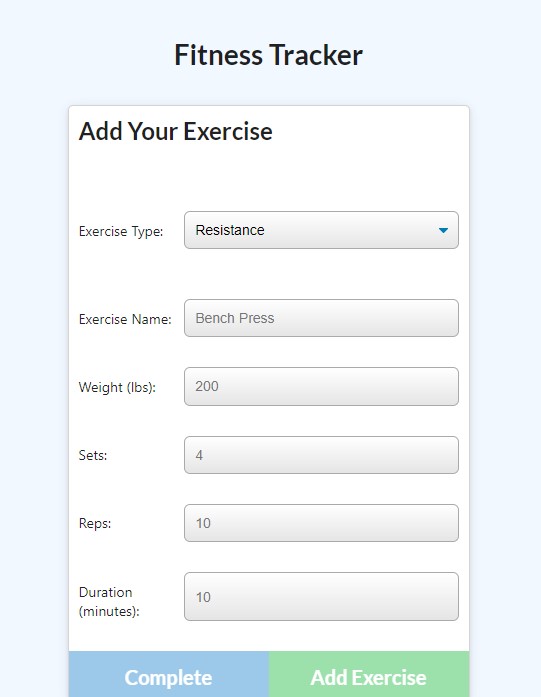 Fitness Tracker
Add Your Exercise
Exercise Type: Resistance
Exercise Name: Bench Press
Weight (lbs): 200
Sets: 4
Reps: 10
Duration
(minutes): 10
Complete Add Exercise